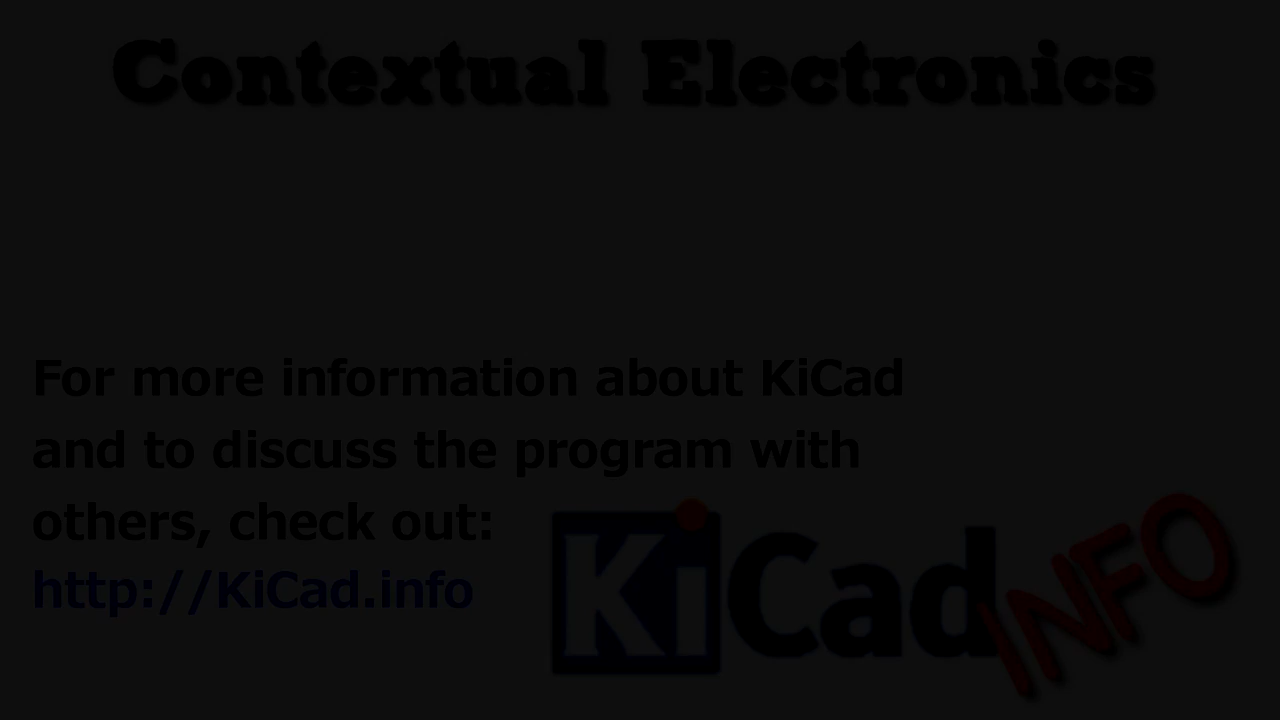 Contextual Electronics
For more information about KiCad
and to discuss the program with
others, check out:
http://KiCad.info
KiCad INFO